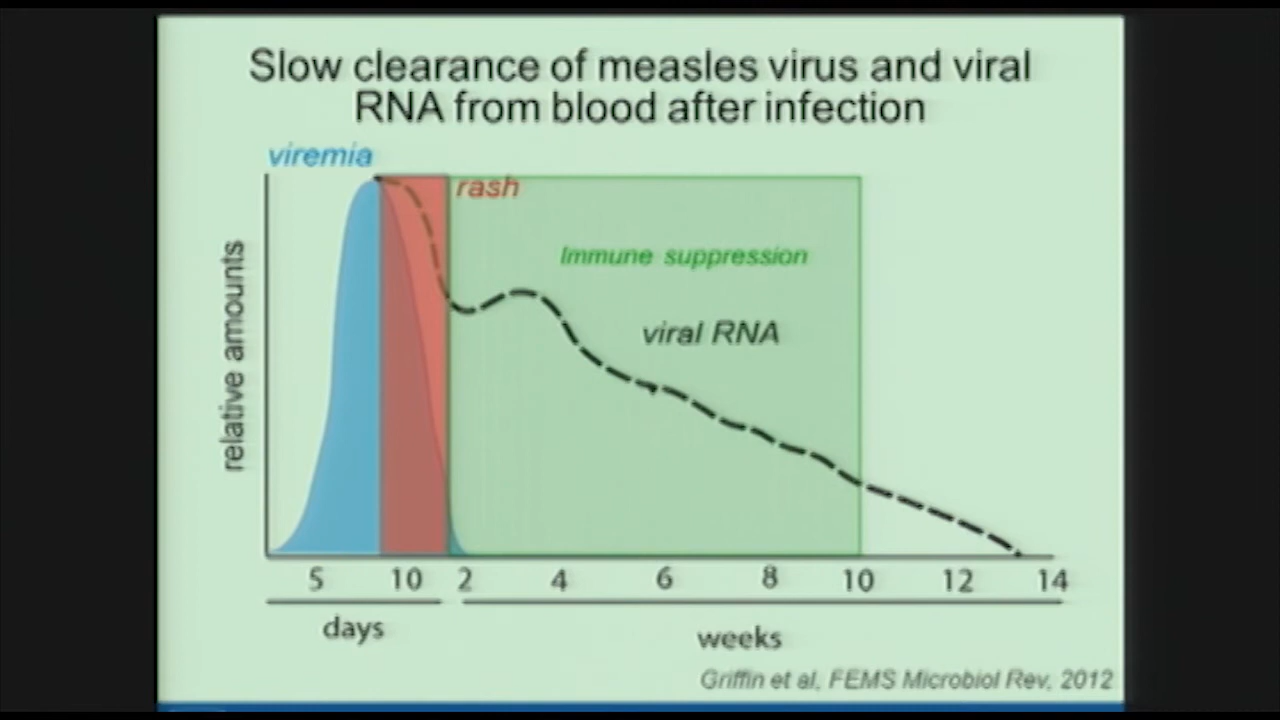 Slow clearance of measles virus and viral
RNA from blood after infection
viremia
rash
Immune suppression
viral RNA
relative amounts
5 10 2 4 6 8 10 12 14
days
weeks
Griffin et al, FEMS Microbiol Rev, 2012